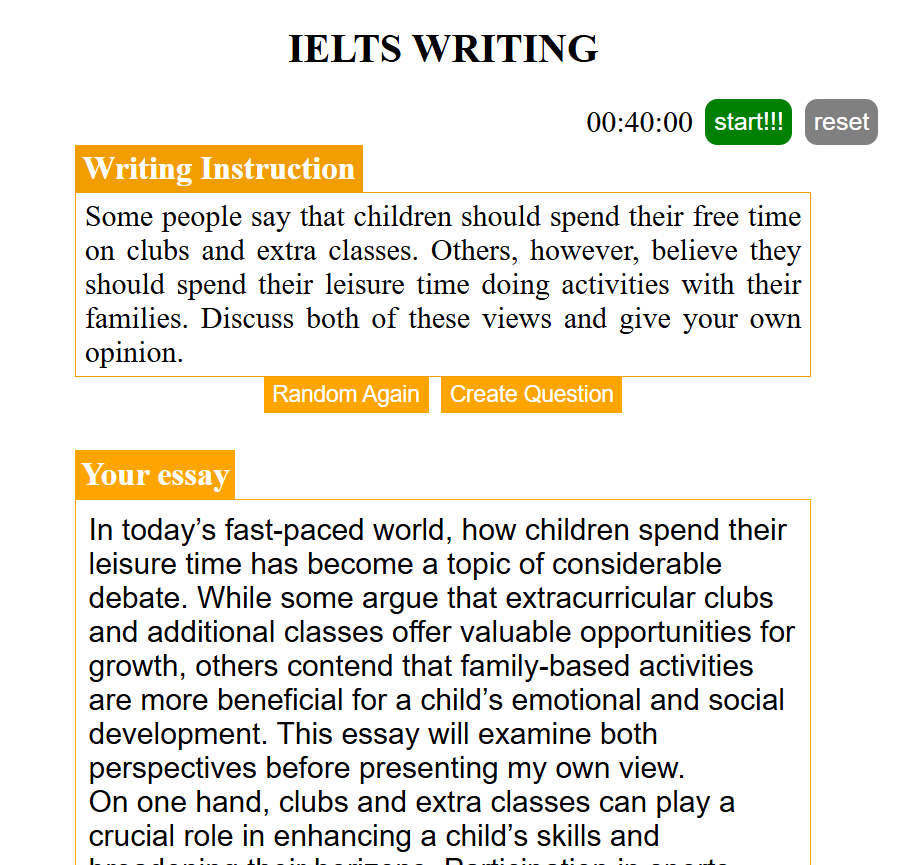 IELTS WRITING
00:40:00 start!!! reset
Writing Instruction
Some people say that children should spend their free time
on clubs and extra classes. Others, however, believe they
should spend their leisure time doing activities with their
families. Discuss both of these views and give your own
opinion.
Random Again Create Question
Your essay
In today’s fast-paced world, how children spend their
leisure time has become a topic of considerable
debate. While some argue that extracurricular clubs
and additional classes offer valuable opportunities for
growth, others contend that family-based activities
are more beneficial for a child’s emotional and social
development. This essay will examine both
perspectives before presenting my own view.
On one hand, clubs and extra classes can play a
crucial role in enhancing a child’s skills and
broadening their horizons. Participation in sports